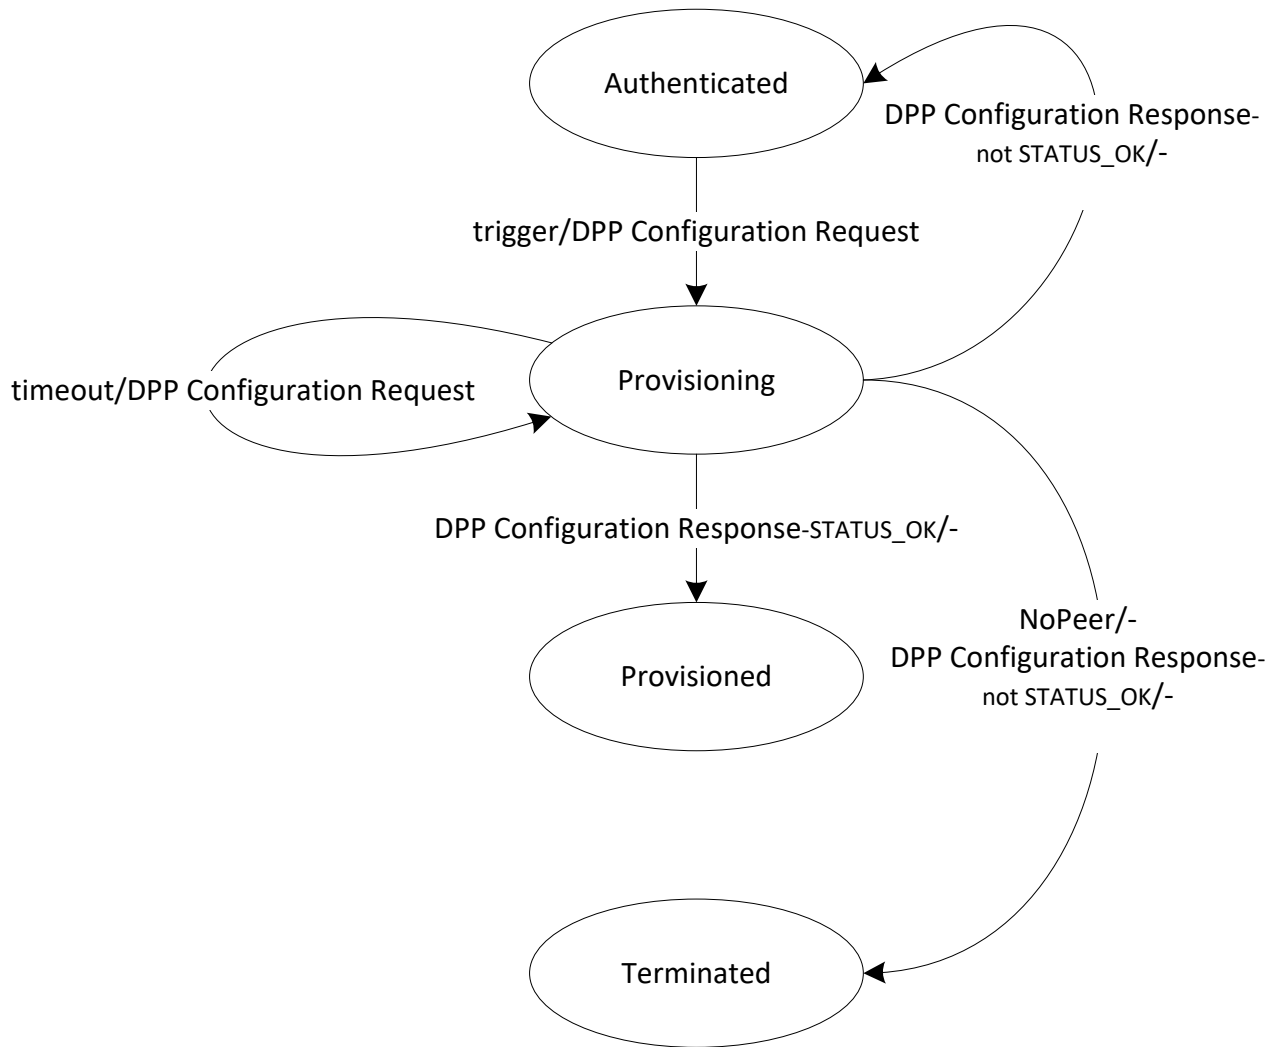 Authenticated
DPP Configuration Response-
not STATUS_OK/-
trigger/DPP Configuration Request
Provisioning
timeout/DPP Configuration Request
DPP Configuration Response-STATUS_OK/-
NoPeer/-
DPP Configuration Response-
not STATUS_OK/-
Provisioned
Terminated